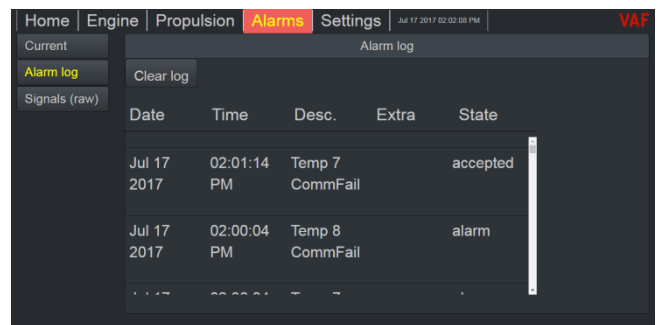 Home Engine Propulsion Alarms Settings Jul 17 2017 02:02:08 PM VAF
Current
Alarm log
Alarm log
Clear log
Signals (raw)
Date Time Desc. Extra State
Jul 17 02:01:14 Temp 7 accepted
2017 PM CommFail
Jul 17 02:00:04 Temp 8 alarm
2017 PM CommFail